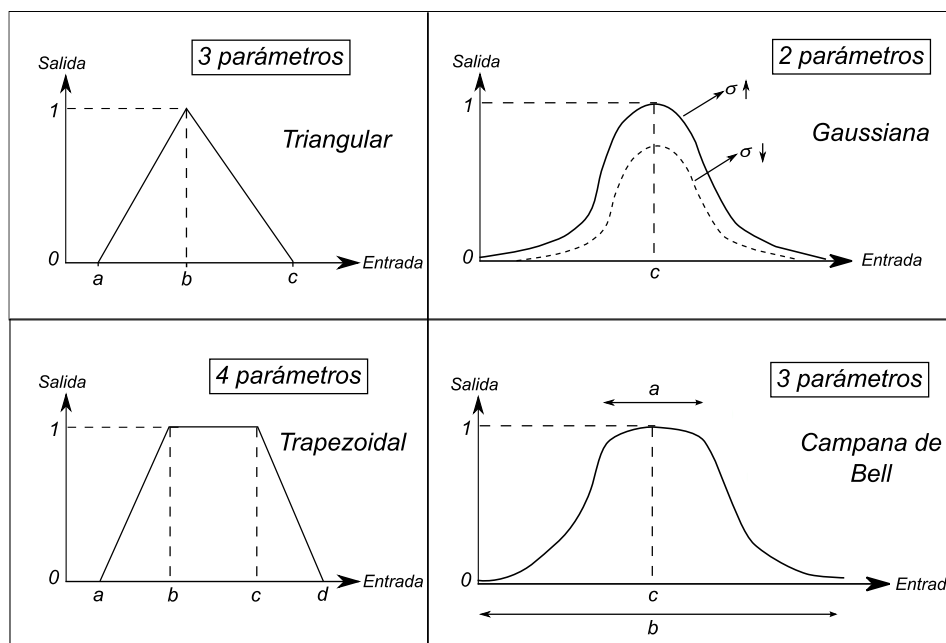 3 parámetros
Salida
1
Triangular
0
Entrada
a b c
2 parámetros
Salida
σ
1
Gaussiana
σ
0
Entrada
c
4 parámetros
Salida
1
Trapezoidal
0
Entrada
a b c d
3 parámetros
a
Salida
1
Campana de
Bell
0
Entrad
c
b